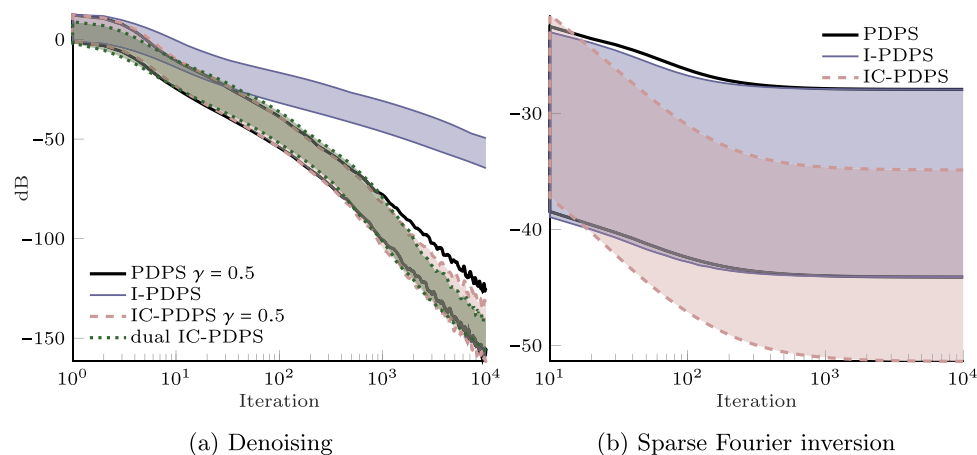 0
−50
−100
−150
dB
PDPS γ = 0.5
I-PDPS
IC-PDPS γ = 0.5
dual IC-PDPS
10^0 10^1 10^2 10^3 10^4
Iteration
(a) Denoising
−30
−40
−50
PDPS
I-PDPS
IC-PDPS
10^1 10^2 10^3 10^4
Iteration
(b) Sparse Fourier inversion